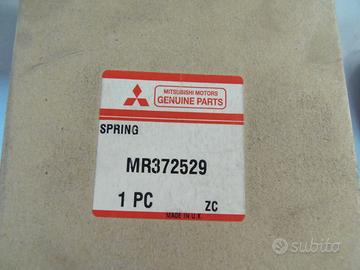 MITSUBISHI MOTORS
GENUINE PARTS
SPRING
MR372529
1 PC ZC
MADE IN U.K.
subito